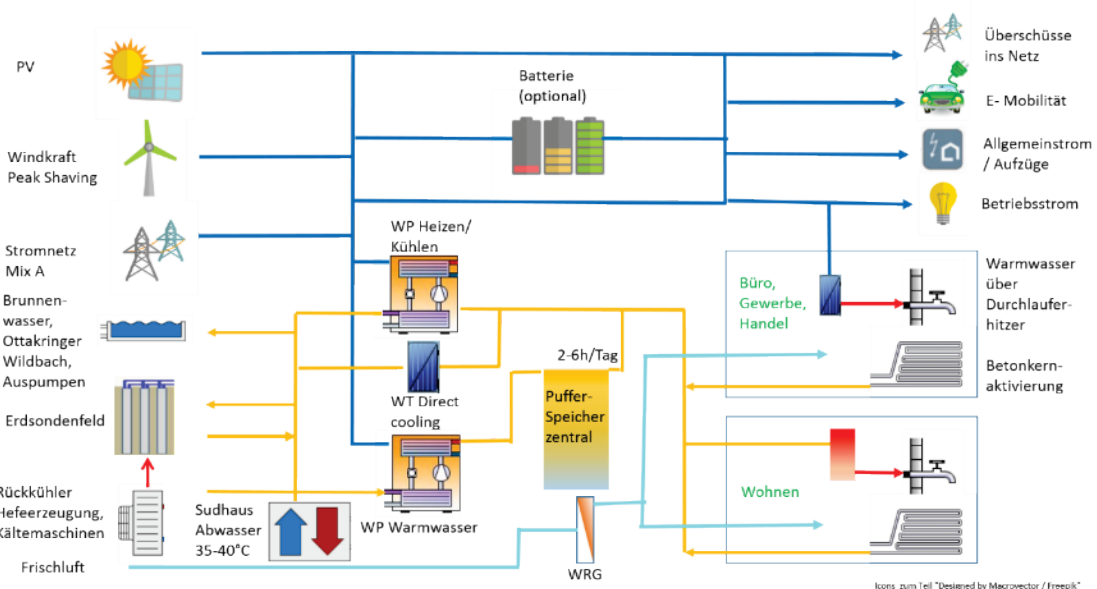 PV
Windkraft
Peak Shaving
Stromnetz
Mix A
Brunnen-
wasser,
Ottakringer
Wildbach,
Auspumpen
Erdsondenfeld
Rückkühler
Hefeerzeugung,
Kältemaschinen
Frischluft
Batterie
(optional)
WP Heizen/
Kühlen
WT Direct
cooling
2-6h/Tag
Puffer-
Speicher
zentral
Sudhaus
Abwasser
35-40°C
WP Warmwasser
WRG
Überschüsse
ins Netz
E- Mobilität
Allgemeinstrom
/ Aufzüge
Betriebsstrom
Büro,
Gewerbe,
Handel
Warmwasser
über
Durchlauferh-
hitzer
Betonkern-
aktivierung
Wohnen
Icons zum Teil "Designed by Macrovector / Freepik"